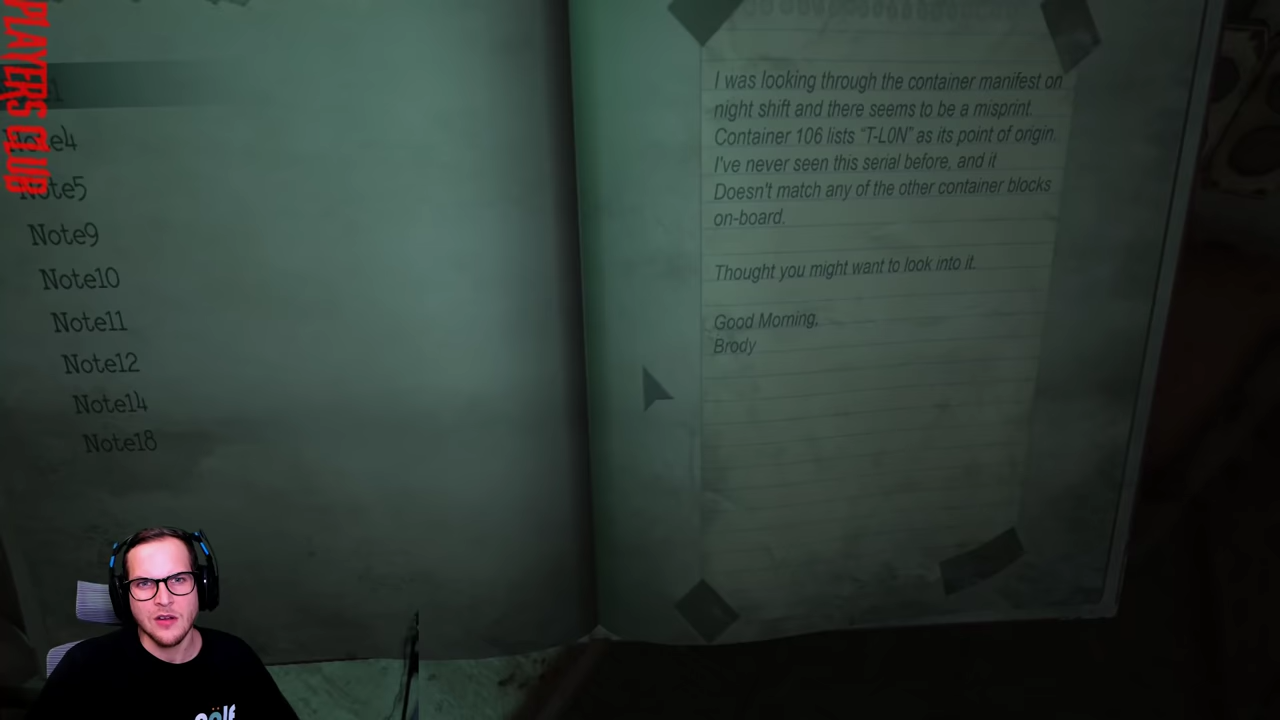 PLAYERS CLUB
Note4
Note5
Note9
Note10
Note11
Note12
Note14
Note18
I was looking through the container manifest on
night shift and there seems to be a misprint.
Container 106 lists “T-L0N” as its point of origin.
I've never seen this serial before, and it
Doesn't match any of the other container blocks
on-board.
Thought you might want to look into it.
Good Morning,
Brody